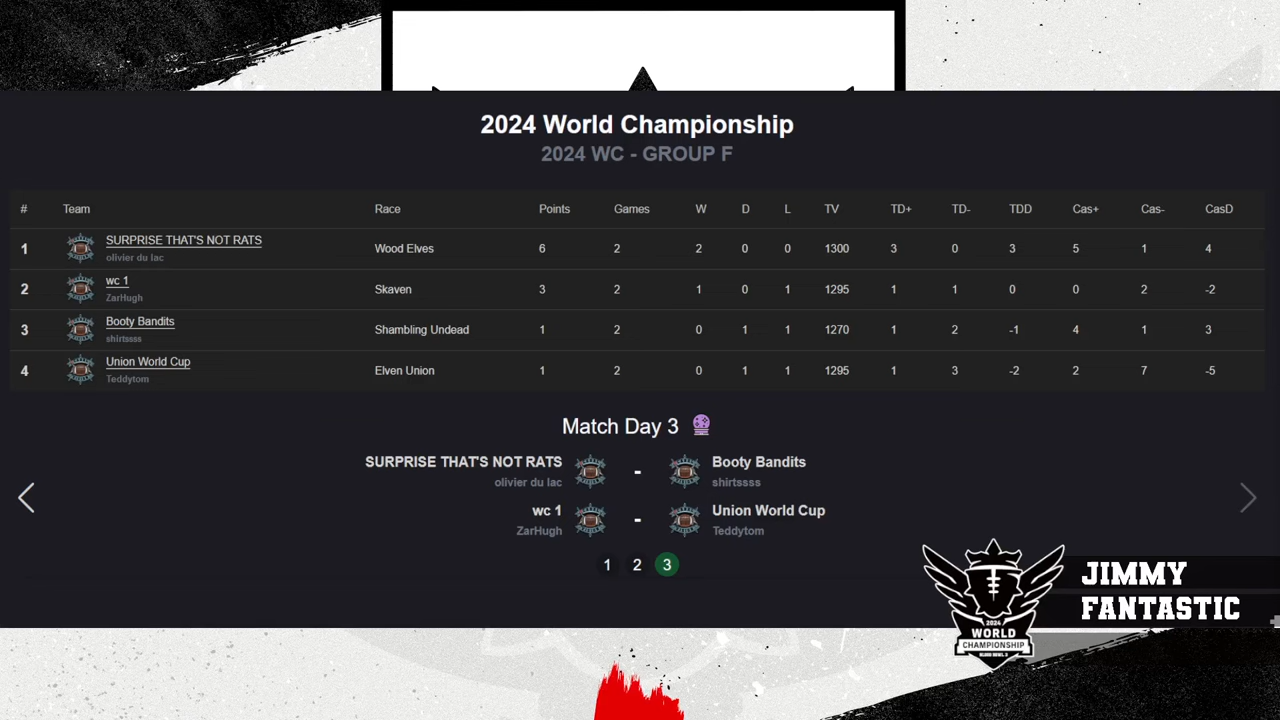 2024 World Championship
2024 WC - GROUP F
# Team Race Points Games W D L TV TD+ TD- TDD Cas+ Cas- CasD
1 SURPRISE THAT'S NOT RATS Wood Elves 6 2 2 0 0 1300 3 0 3 5 1 4
olivier du lac
2 wc 1 Skaven 3 2 1 0 1 1295 1 1 0 0 2 -2
ZarHugh
3 Booty Bandits Shambling Undead 1 2 0 1 1 1270 1 2 -1 4 1 3
shirtssss
4 Union World Cup Elven Union 1 2 0 1 1 1295 1 3 -2 2 7 -5
Teddytom
Match Day 3
SURPRISE THAT'S NOT RATS - Booty Bandits
olivier du lac shirtssss
wc 1 - Union World Cup
ZarHugh Teddytom
1 2 3
JIMMY
FANTASTIC
2024
WORLD
CHAMPIONSHIP
BLOOD BOWL 3